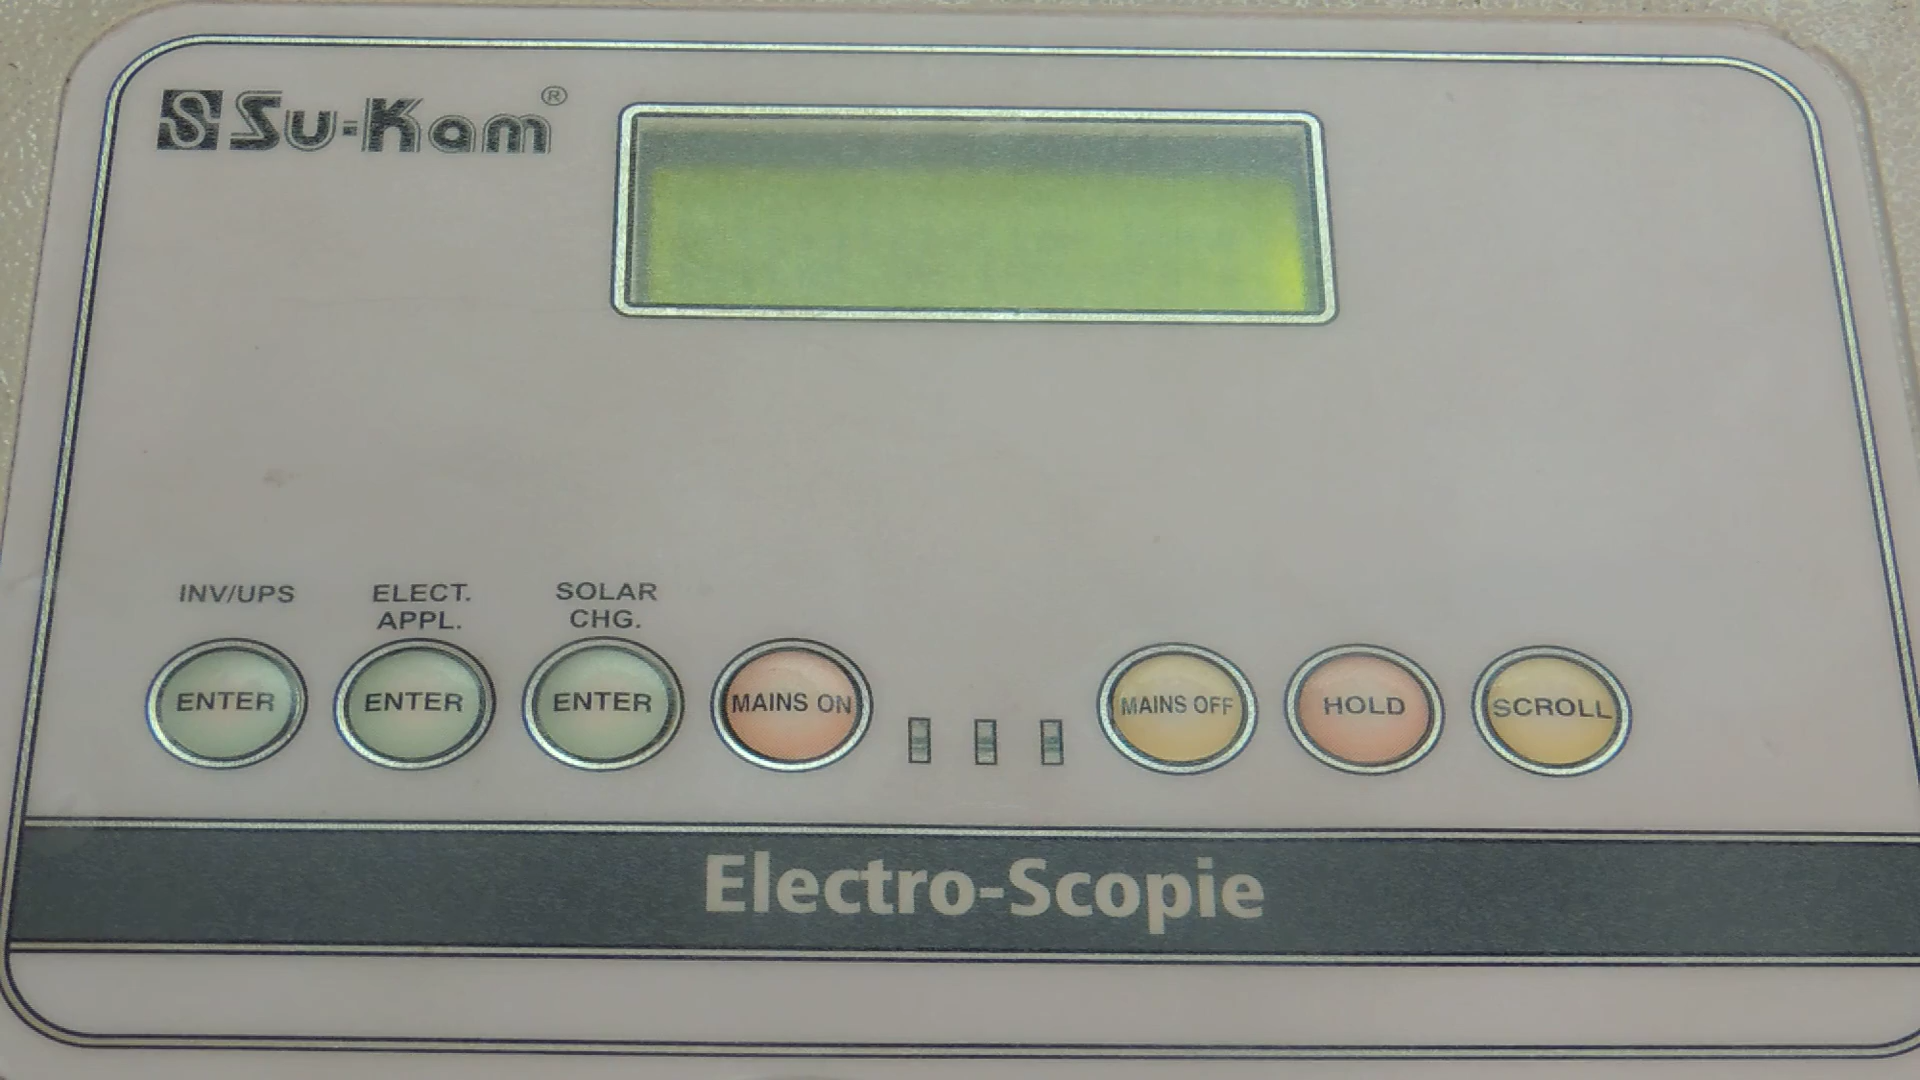 Su-Kam®
INV/UPS
ELECT.
APPL.
SOLAR
CHG.
ENTER
ENTER
ENTER
MAINS ON
MAINS OFF
HOLD
SCROLL
Electro-Scopie